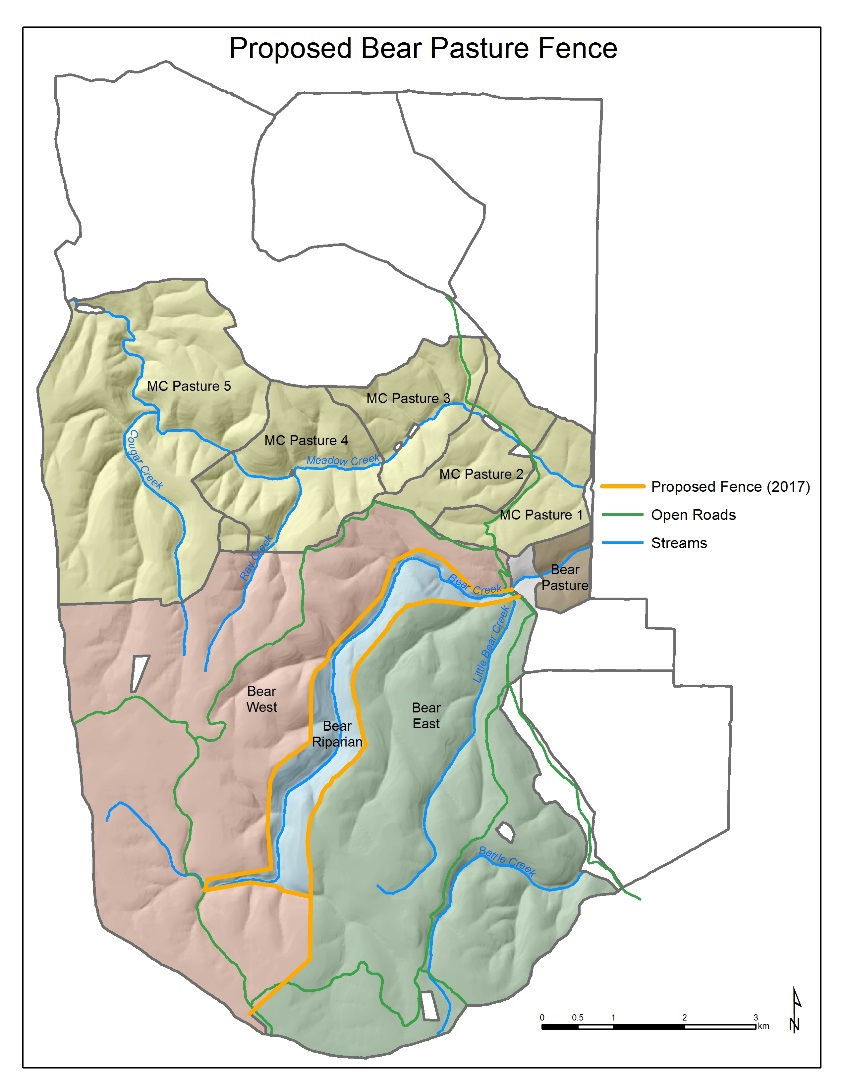 Proposed Bear Pasture Fence
MC Pasture 5
MC Pasture 3
MC Pasture 4
Meadow Creek
Cougar Creek
MC Pasture 2
MC Pasture 1
Proposed Fence (2017)
Open Roads
Streams
Ray Creek
Bear Creek
Bear
Pasture
Little Bear Creek
Bear
West
Bear
Riparian
Bear
East
Battle Creek
0 0.5 1 2 3
km
N